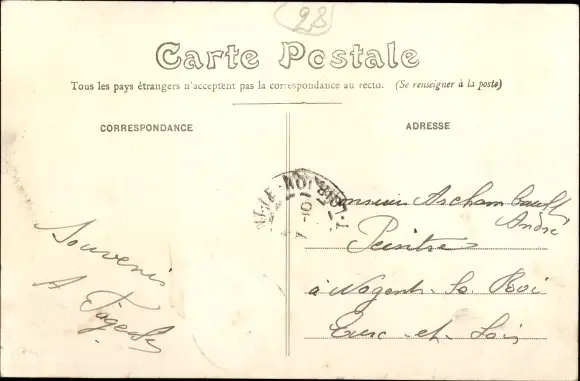 28
Carte Postale
Tous les pays étrangers n'acceptent pas la correspondance au recto. (Se renseigner à la poste)
CORRESPONDANCE
ADRESSE
Souvenir
A
Monsieur Archambault
André
Peintre
à Nogent-le Roi
Eure-et-Loir